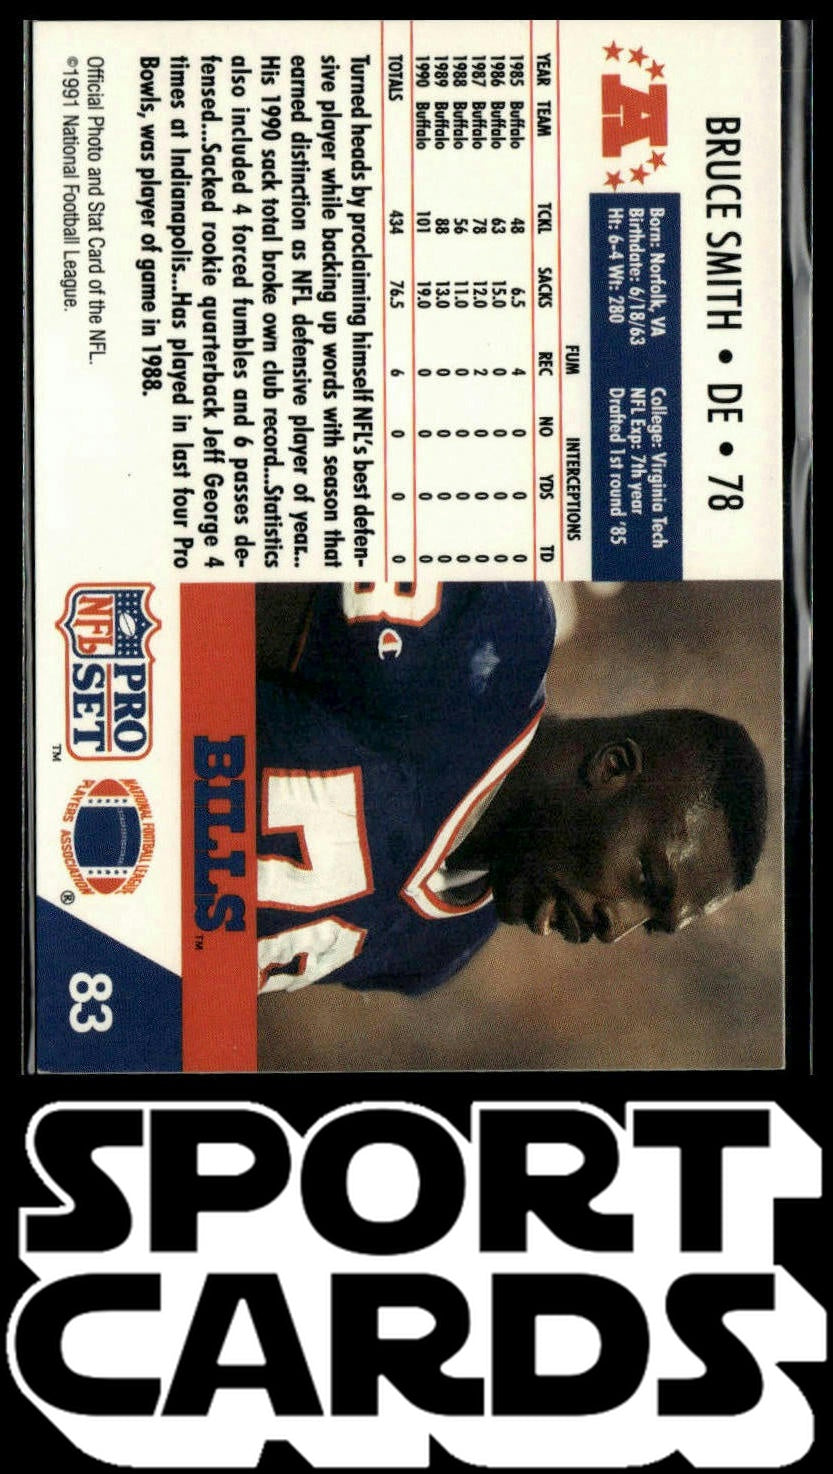 BRUCE SMITH • DE • 78
A
Born: Norfolk, VA
Birthdate: 6/18/63
Ht: 6-4 Wt: 280
College: Virginia Tech
NFL Exp: 7th year
Drafted 1st round '85
FUM INTERCEPTIONS
YEAR TEAM TCKL SACKS REC NO YDS TD
1985 Buffalo 48 6.5 4 0 0 0
1986 Buffalo 63 15.0 0 0 0 0
1987 Buffalo 78 12.0 2 0 0 0
1988 Buffalo 56 11.0 0 0 0 0
1989 Buffalo 88 13.0 0 0 0 0
1990 Buffalo 101 19.0 0 0 0 0
TOTALS 434 76.5 6 0 0 0
Turned heads by proclaiming himself NFL's best defen-
sive player while backing up words with season that
earned distinction as NFL defensive player of year...
His 1990 sack total broke own club record...Statistics
also included 4 forced fumbles and 6 passes de-
fensed...Sacked rookie quarterback Jeff George 4
times at Indianapolis...Has played in last four Pro
Bowls, was player of game in 1988.
Official Photo and Stat Card of the NFL.
©1991 National Football League.
BILLS™
PRO
NFL SET™
NATIONAL FOOTBALL LEAGUE
PLAYERS ASSOCIATION®
83
SPORT
CARDS